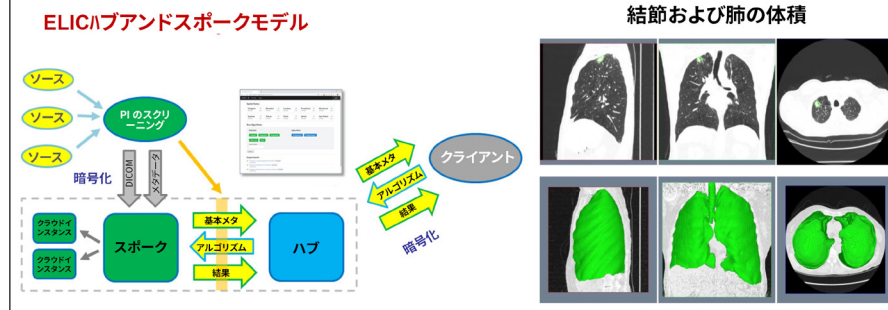 ELICハブアンドスポークモデル
結節および肺の体積
ソース
ソース
ソース
PI のスクリ
ーニング
暗号化
DICOM
メタデータ
クライアント
基本メタ
アルゴリズム
結果
暗号化
クラウドイ
ンスタンス
クラウドイ
ンスタンス
スポーク
基本メタ
アルゴリズム
結果
ハブ